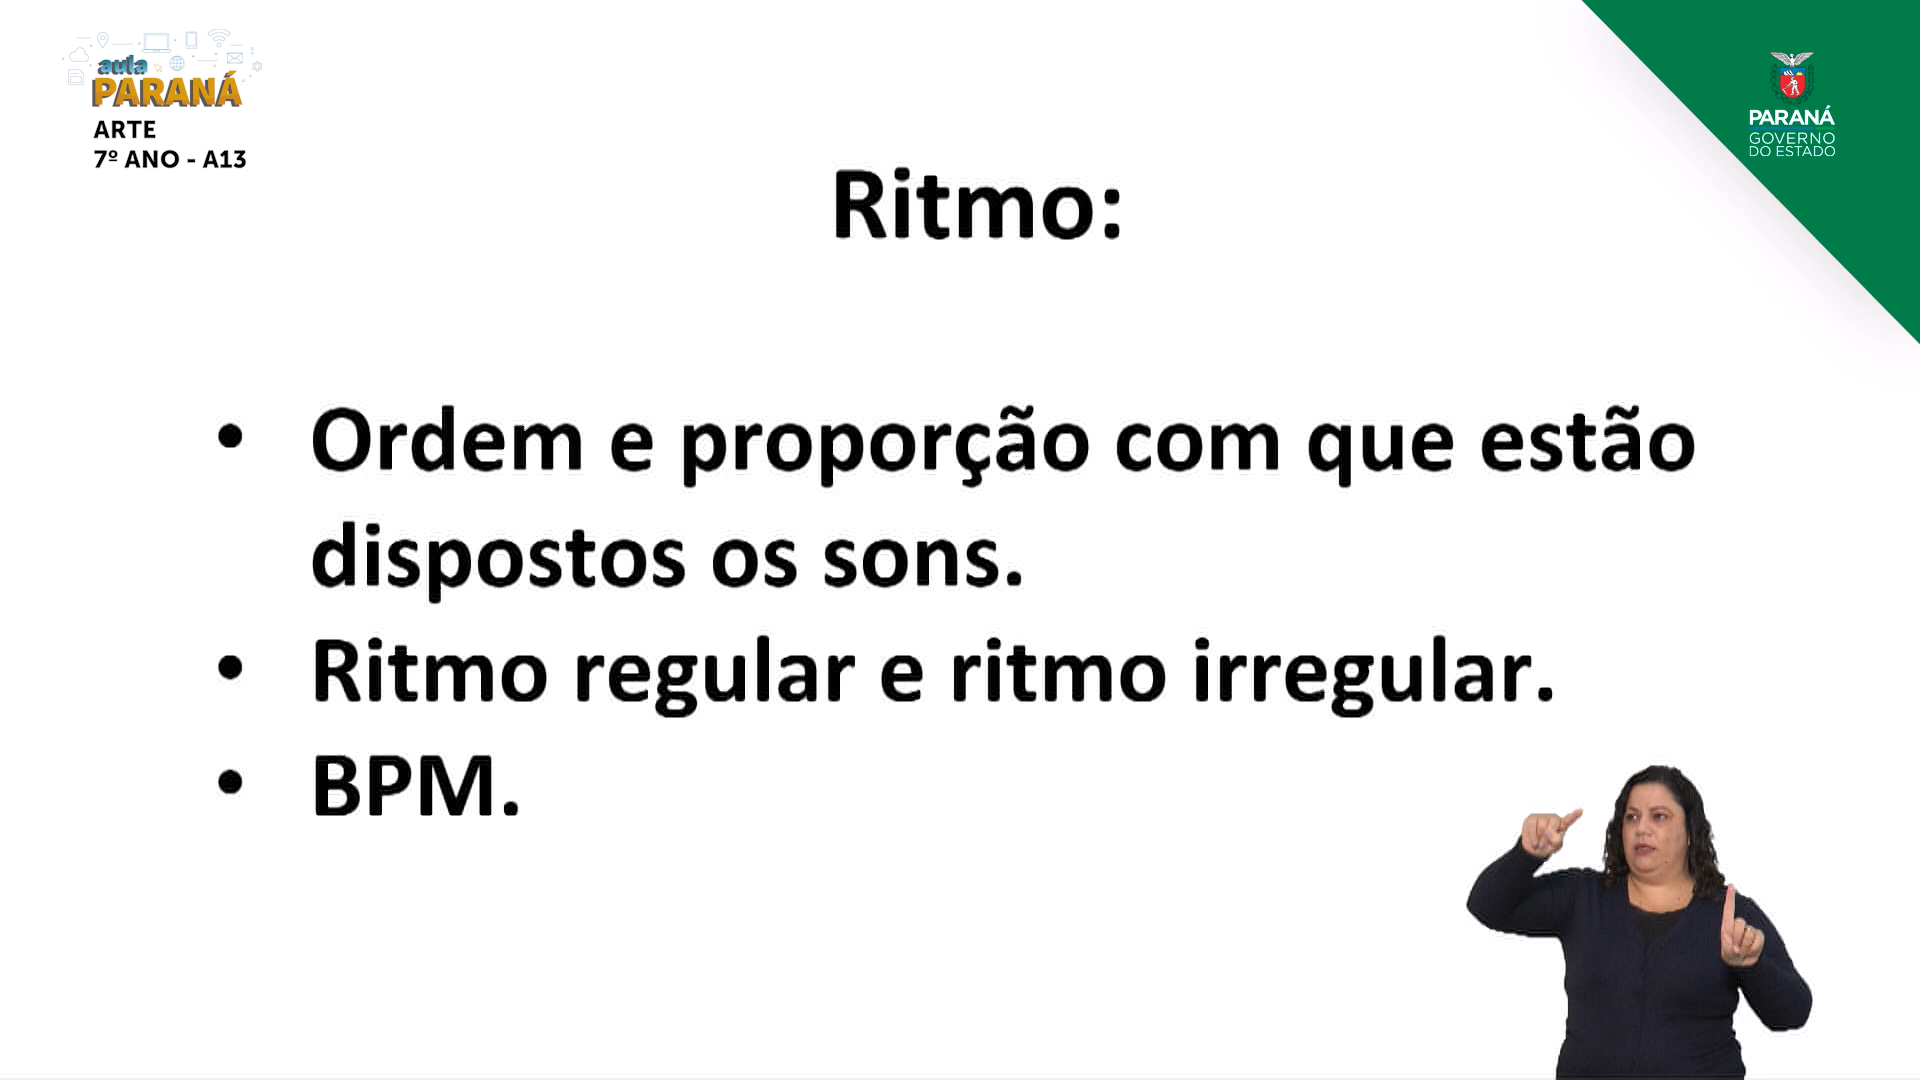 aula
PARANÁ
ARTE
7º ANO - A13
PARANÁ
GOVERNO
DO ESTADO
Ritmo:
• Ordem e proporção com que estão
dispostos os sons.
• Ritmo regular e ritmo irregular.
• BPM.